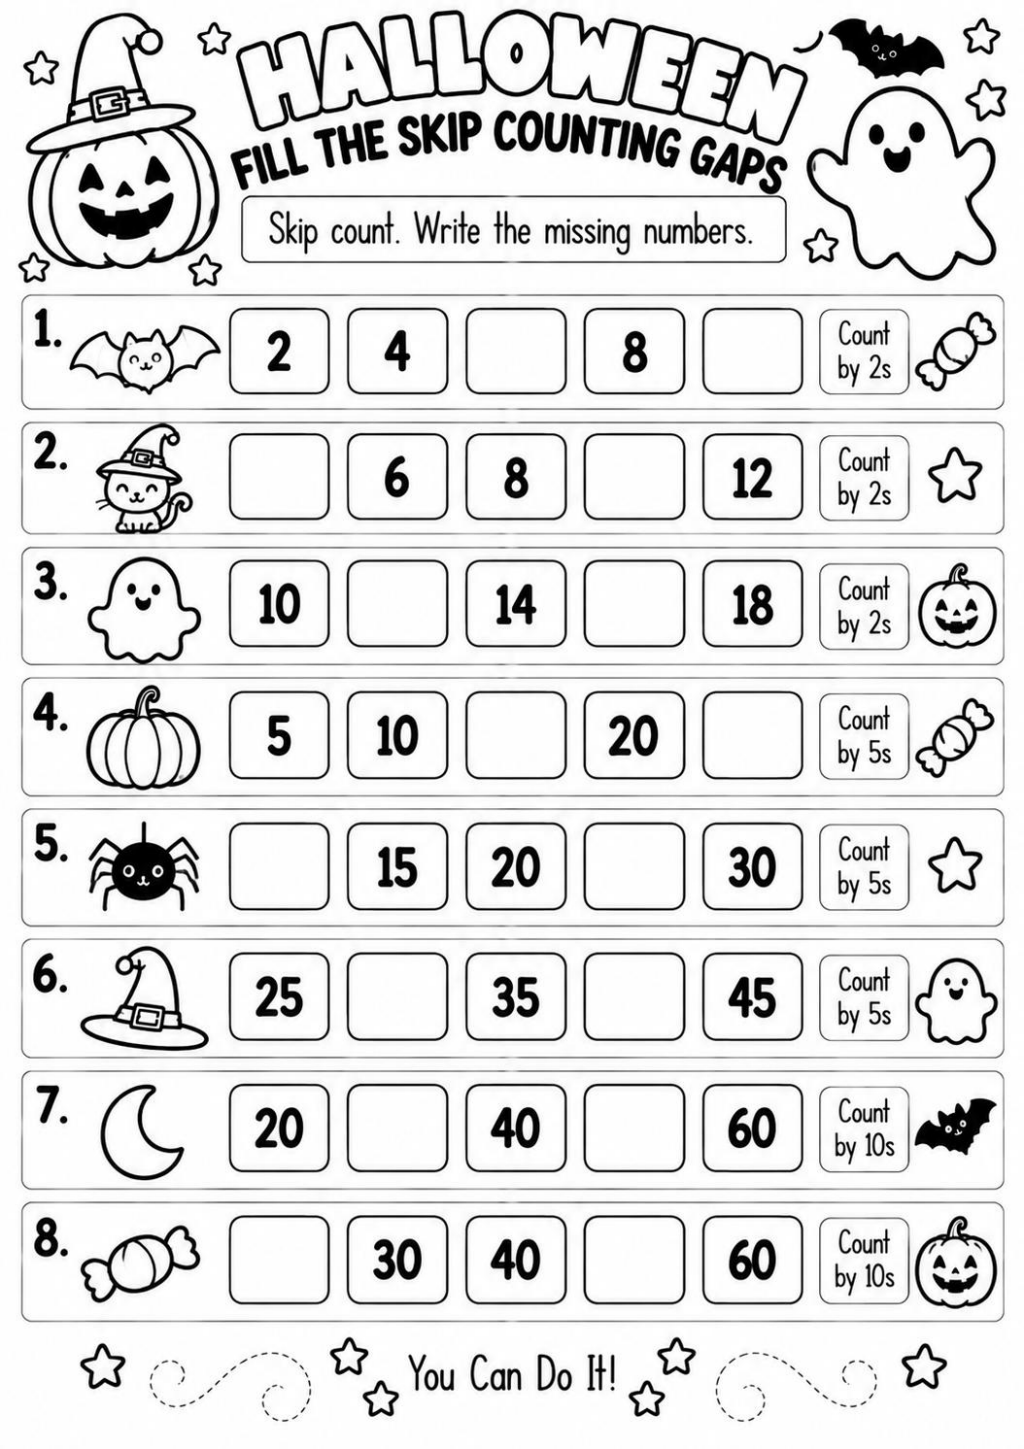 HALLOWEEN
FILL THE SKIP COUNTING GAPS
Skip count. Write the missing numbers.
1. 2 4 8 Count
by 2s
2. 6 8 12 Count
by 2s
3. 10 14 18 Count
by 2s
4. 5 10 20 Count
by 5s
5. 15 20 30 Count
by 5s
6. 25 35 45 Count
by 5s
7. 20 40 60 Count
by 10s
8. 30 40 60 Count
by 10s
You Can Do It!